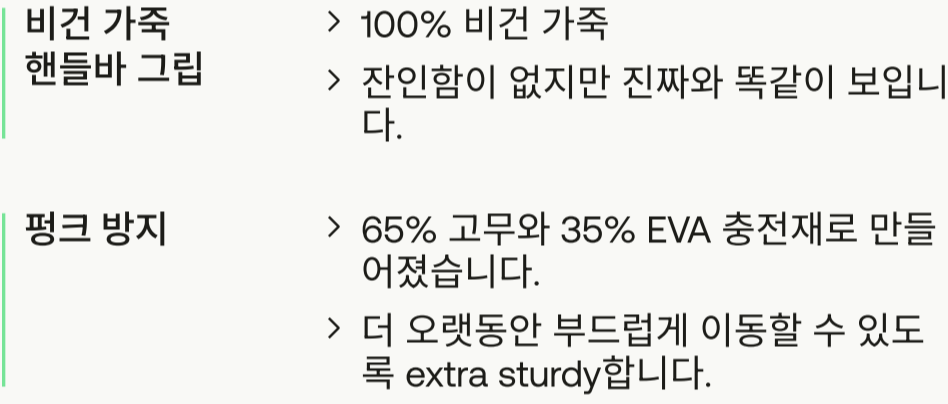 비건 가죽
핸들바 그립
> 100% 비건 가죽
> 잔인함이 없지만 진짜와 똑같이 보입니
다.
펑크 방지
> 65% 고무와 35% EVA 충전재로 만들
어졌습니다.
> 더 오랫동안 부드럽게 이동할 수 있도
록 extra sturdy합니다.